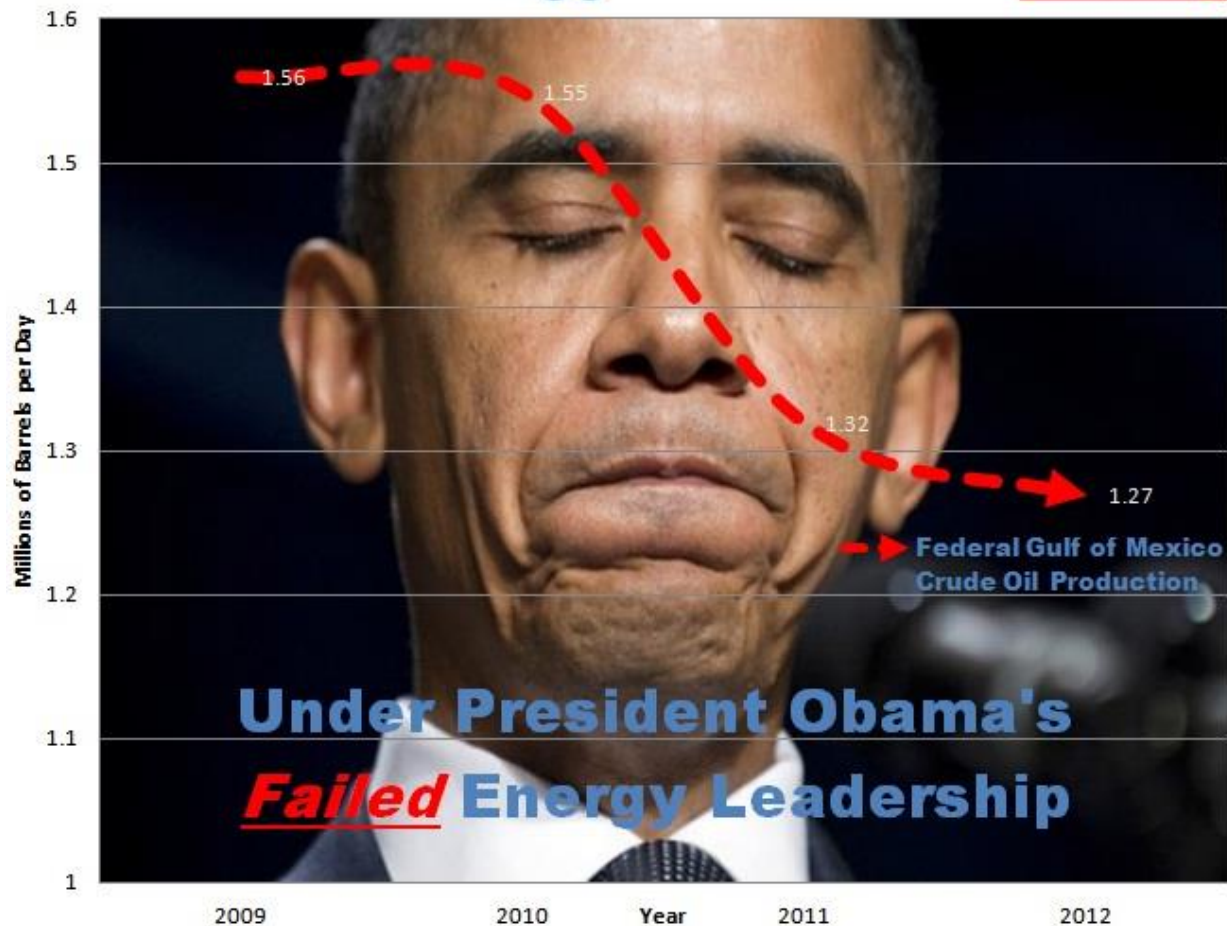 1.6
1.56
1.55
1.5
1.4
1.32
1.3
1.27
Federal Gulf of Mexico
Crude Oil Production
1.2
Under President Obama's
1.1
Failed Energy Leadership
1
Millions of Barrels per Day
2009 2010 Year 2011 2012